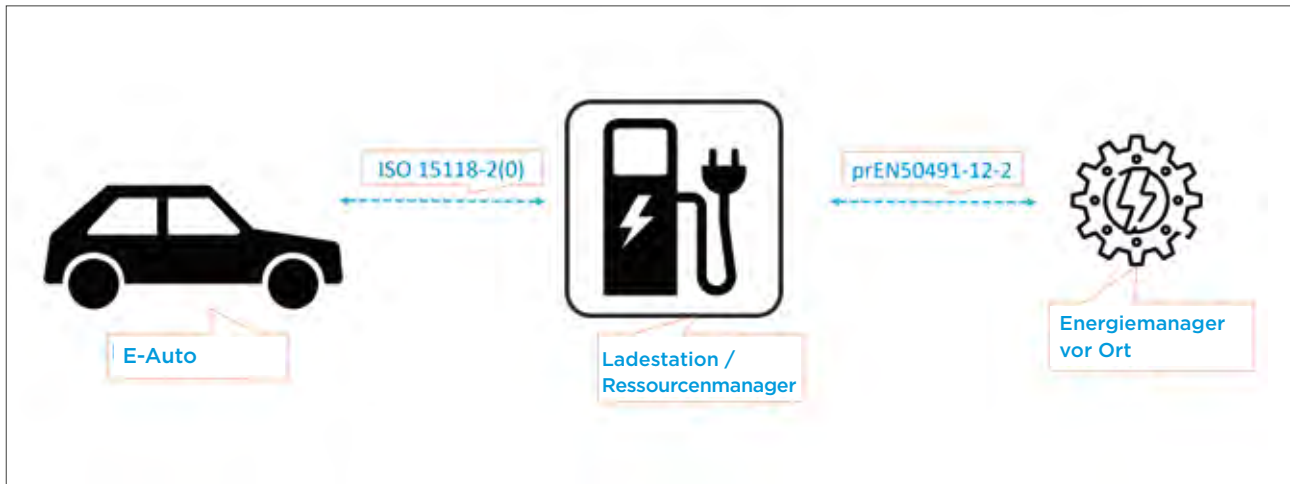 ISO 15118-2(0)
prEN50491-12-2
E-Auto
Ladestation /
Ressourcenmanager
Energiemanager
vor Ort